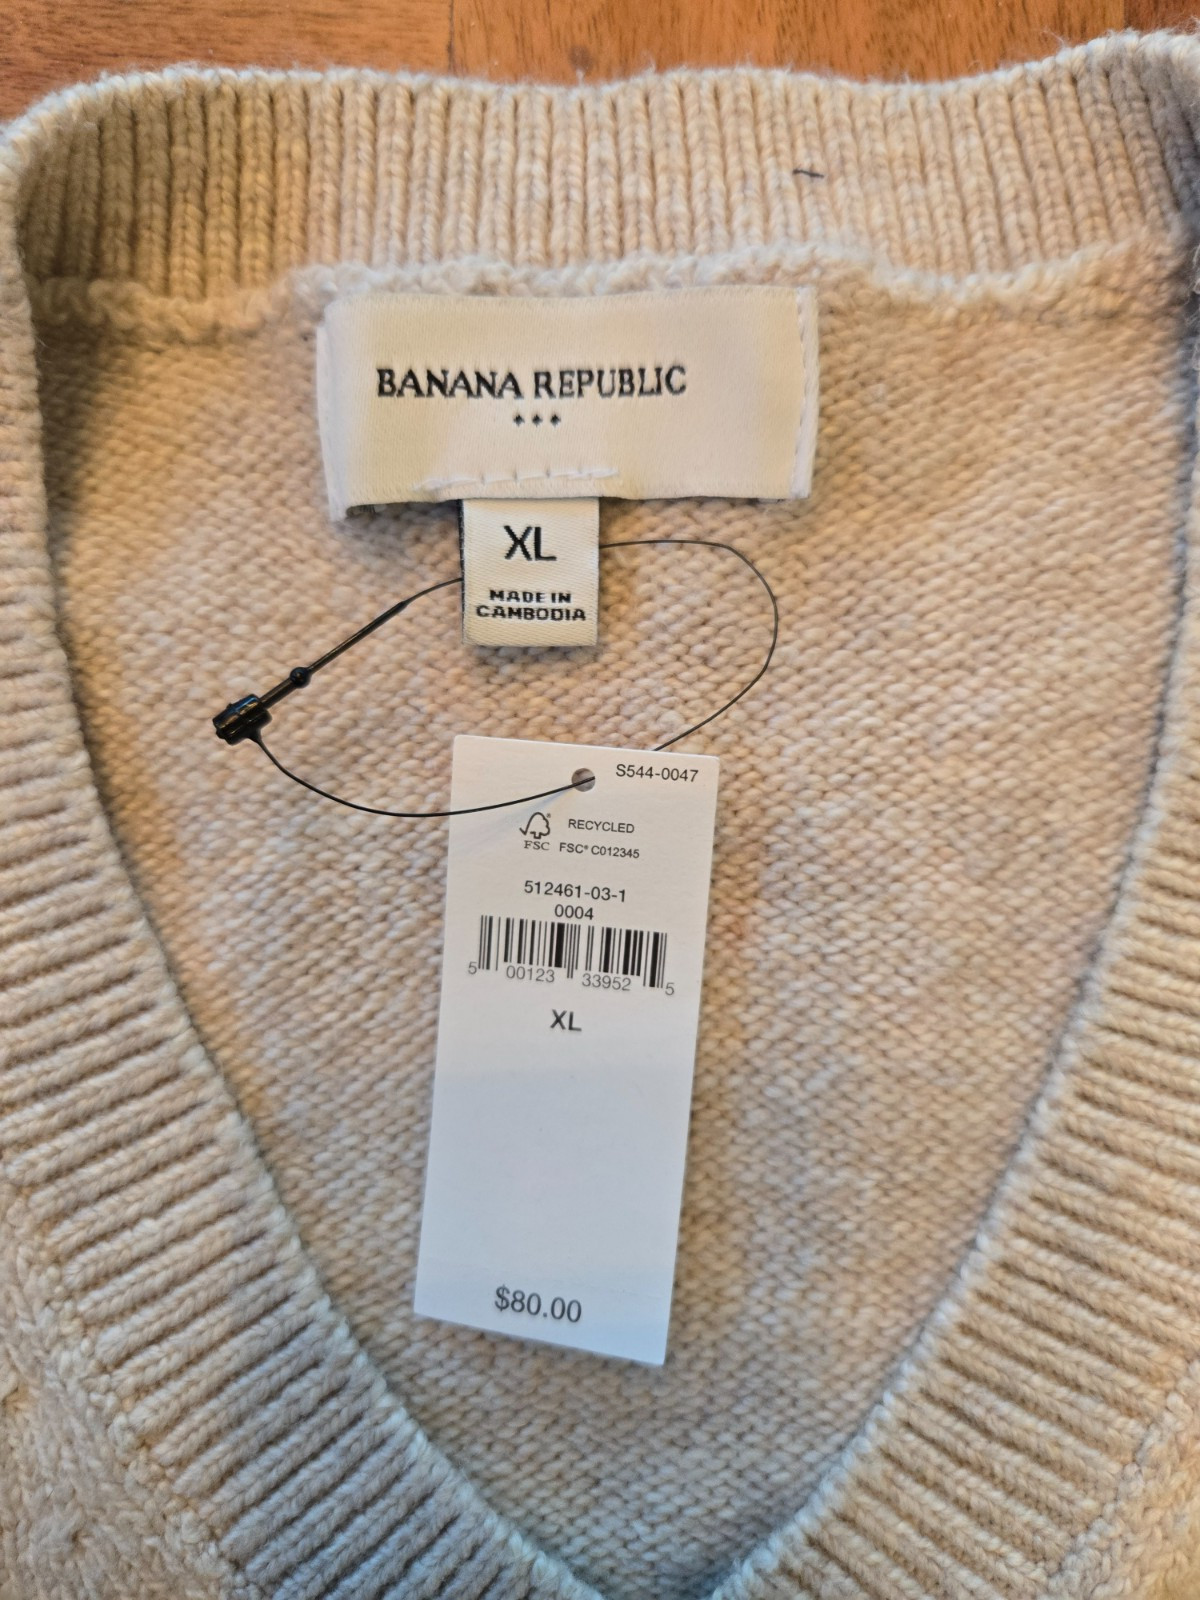 BANANA REPUBLIC
XL
MADE IN
CAMBODIA
S544-0047
RECYCLED
FSC FSC® C012345
512461-03-1
0004
5 00123 33952 5
XL
$80.00